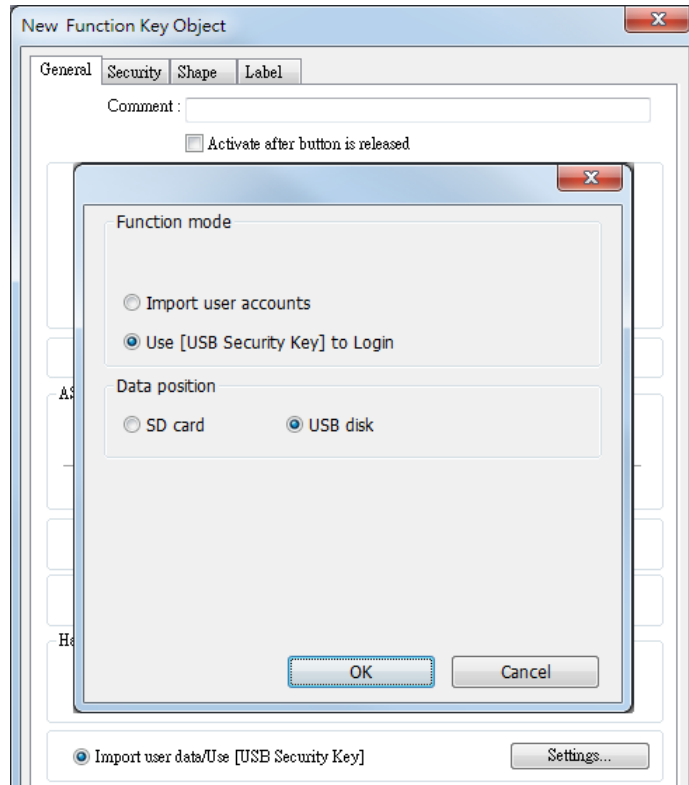 New Function Key Object
General Security Shape Label
Comment :
Activate after button is released
Function mode
Import user accounts
Use [USB Security Key] to Login
Data position
SD card USB disk
OK Cancel
Import user data/Use [USB Security Key] Settings...